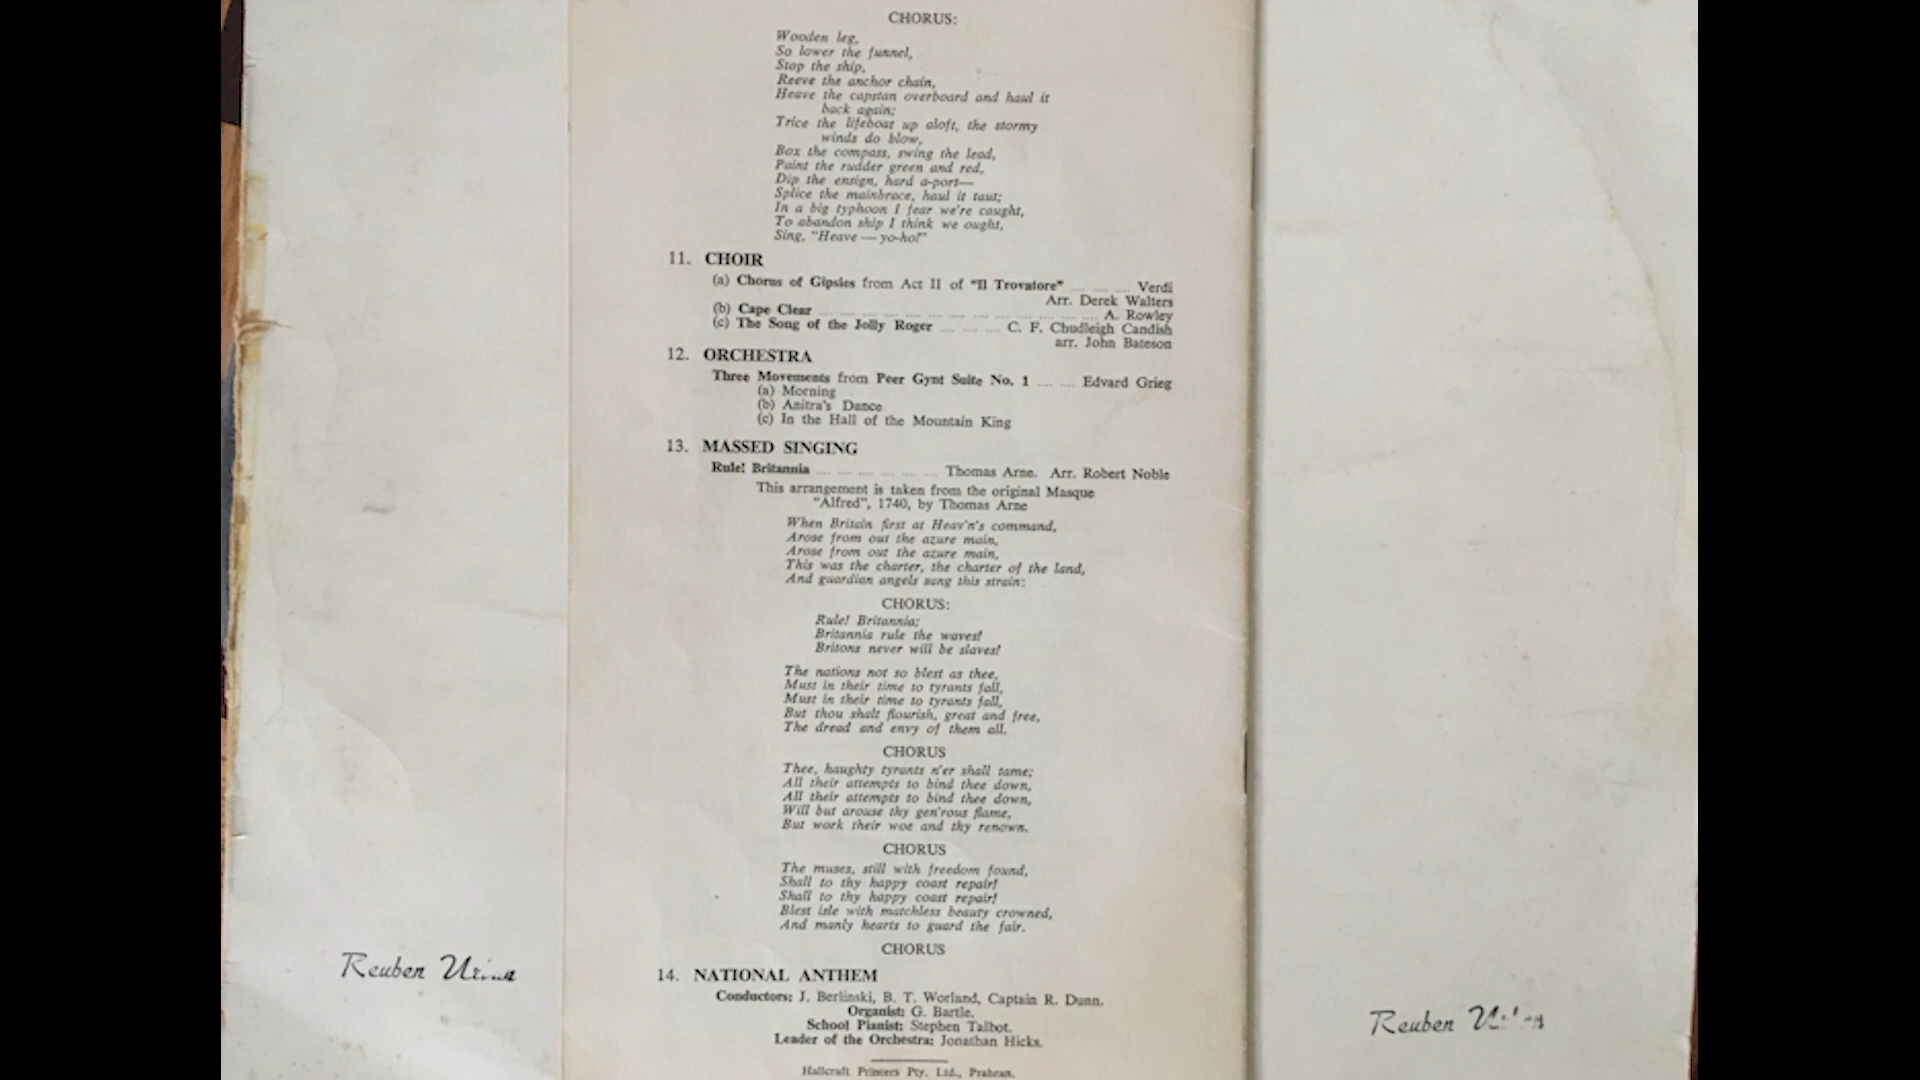 CHORUS:
Wooden leg,
So lower the funnel,
Stop the ship,
Reeve the anchor chain,
Heave the capstan overboard and haul it
back again;
Trice the lifeboat up aloft, the stormy
winds do blow,
Box the compass, swing the lead,
Paint the rudder green and red,
Dip the ensign, hard a-port—
Splice the mainbrace, haul it taut;
In a big typhoon I fear we're caught,
To abandon ship I think we ought,
Sing, "Heave — yo-ho!"
11. CHOIR
(a) Chorus of Gipsies from Act II of "Il Trovatore" .... .... .... Verdi
Arr. Derek Walters
(b) Cape Clear .... .... .... .... .... .... .... .... .... .... .... .... .... A. Rowley
(c) The Song of the Jolly Roger .... .... .... C. F. Chudleigh Candish
arr. John Bateson
12. ORCHESTRA
Three Movements from Peer Gynt Suite No. 1 .... .... Edvard Grieg
(a) Morning
(b) Anitra's Dance
(c) In the Hall of the Mountain King
13. MASSED SINGING
Rule! Britannia .... .... .... .... .... .... Thomas Arne. Arr. Robert Noble
This arrangement is taken from the original Masque
"Alfred", 1740, by Thomas Arne
When Britain first at Heav'n's command,
Arose from out the azure main,
Arose from out the azure main,
This was the charter, the charter of the land,
And guardian angels sang this strain:
CHORUS:
Rule! Britannia;
Britannia rule the waves!
Britons never will be slaves!
The nations not so blest as thee,
Must in their time to tyrants fall,
Must in their time to tyrants fall,
But thou shalt flourish, great and free,
The dread and envy of them all.
CHORUS
Thee, haughty tyrants n'er shall tame;
All their attempts to bind thee down,
All their attempts to bind thee down,
Will but arouse thy gen'rous flame,
But work their woe and thy renown.
CHORUS
The muses, still with freedom found,
Shall to thy happy coast repair!
Shall to thy happy coast repair!
Blest isle with matchless beauty crowned,
And manly hearts to guard the fair.
CHORUS
14. NATIONAL ANTHEM
Conductors: J. Berlinski, B. T. Worland, Captain R. Dunn.
Organist: G. Bartle.
School Pianist: Stephen Talbot.
Leader of the Orchestra: Jonathan Hicks.
Hallcraft Printers Pty. Ltd., Prahran.
Reuben
Reuben